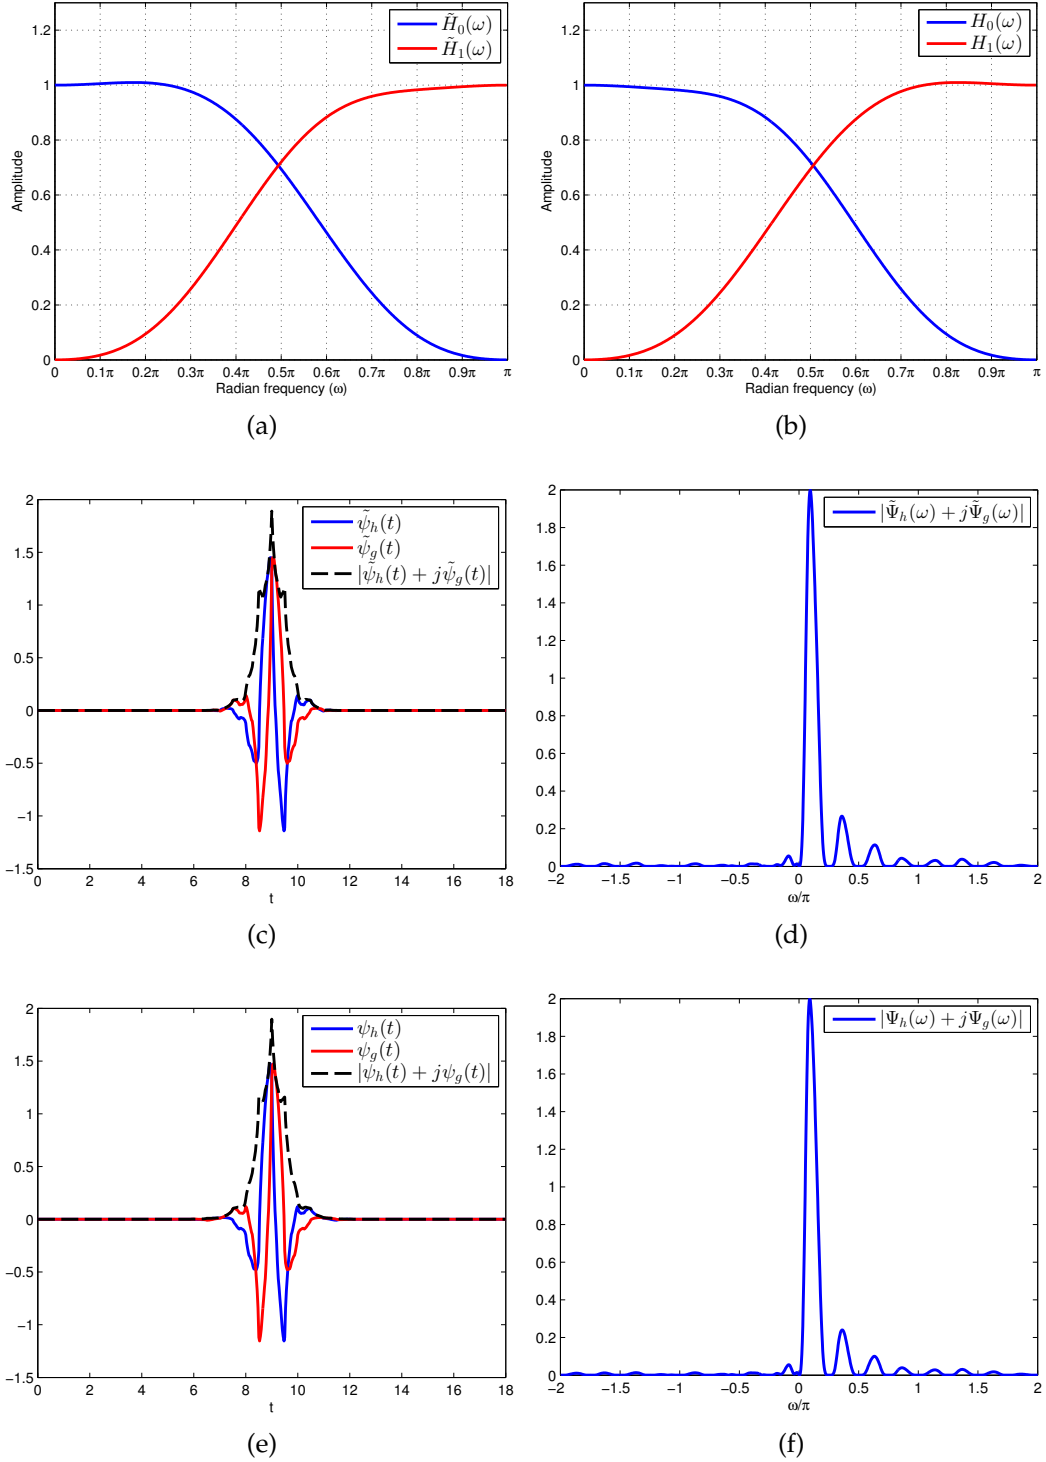 H̃₀(ω)
H̃₁(ω)
Amplitude
1.2
1
0.8
0.6
0.4
0.2
0
0 0.1π 0.2π 0.3π 0.4π 0.5π 0.6π 0.7π 0.8π 0.9π π
Radian frequency (ω)
(a)
H₀(ω)
H₁(ω)
Amplitude
1.2
1
0.8
0.6
0.4
0.2
0
0 0.1π 0.2π 0.3π 0.4π 0.5π 0.6π 0.7π 0.8π 0.9π π
Radian frequency (ω)
(b)
ψ̃ₕ(t)
ψ̃_g(t)
|ψ̃ₕ(t) + jψ̃_g(t)|
2
1.5
1
0.5
0
−0.5
−1
−1.5
0 2 4 6 8 10 12 14 16 18
t
(c)
|Ψ̃ₕ(ω) + jΨ̃_g(ω)|
2
1.8
1.6
1.4
1.2
1
0.8
0.6
0.4
0.2
0
−2 −1.5 −1 −0.5 0 0.5 1 1.5 2
ω/π
(d)
ψₕ(t)
ψ_g(t)
|ψₕ(t) + jψ_g(t)|
2
1.5
1
0.5
0
−0.5
−1
−1.5
0 2 4 6 8 10 12 14 16 18
t
(e)
|Ψₕ(ω) + jΨ_g(ω)|
2
1.8
1.6
1.4
1.2
1
0.8
0.6
0.4
0.2
0
−2 −1.5 −1 −0.5 0 0.5 1 1.5 2
ω/π
(f)